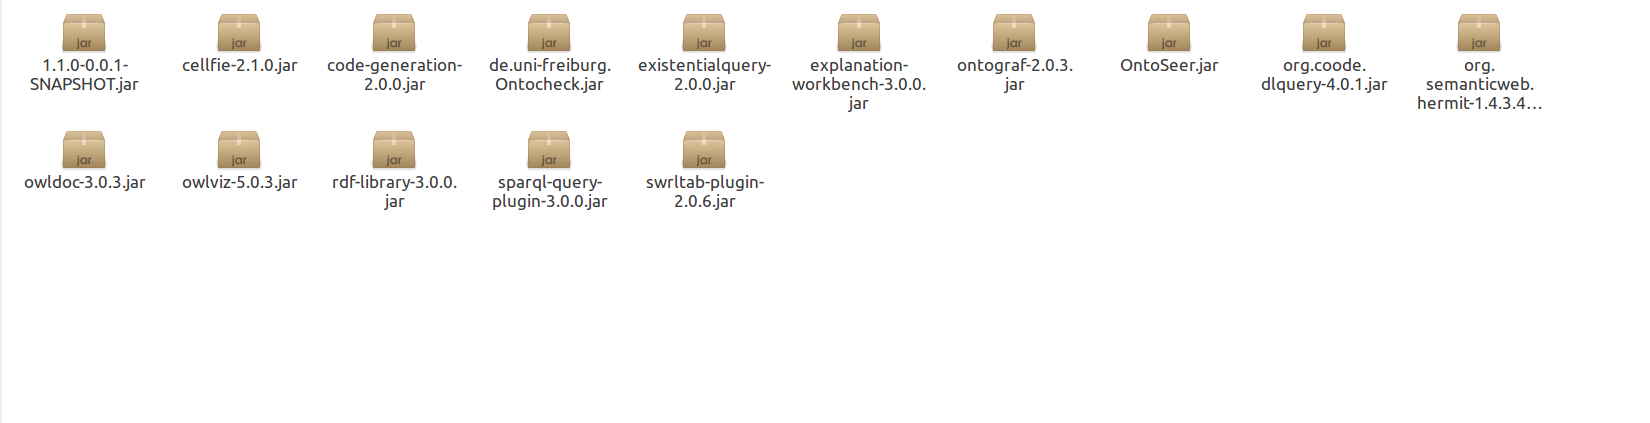 jar
jar
jar
jar
jar
jar
jar
jar
jar
jar
1.1.0-0.0.1-
SNAPSHOT.jar
cellfie-2.1.0.jar
code-generation-
2.0.0.jar
de.uni-freiburg.
Ontocheck.jar
existentialquery-
2.0.0.jar
explanation-
workbench-3.0.0.
jar
ontograf-2.0.3.
jar
OntoSeer.jar
org.coode.
dlquery-4.0.1.jar
org.
semanticweb.
hermit-1.4.3.4...
jar
jar
jar
jar
jar
owldoc-3.0.3.jar
owlviz-5.0.3.jar
rdf-library-3.0.0.
jar
sparql-query-
plugin-3.0.0.jar
swrltab-plugin-
2.0.6.jar